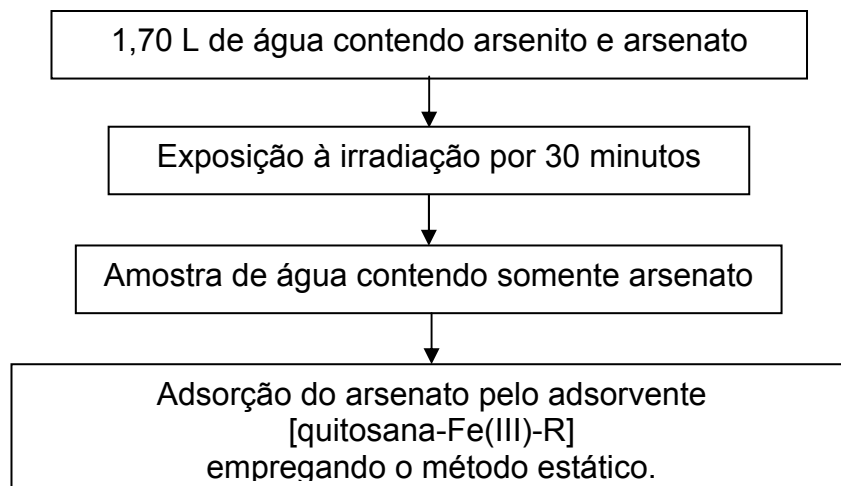 1,70 L de água contendo arsenito e arsenato
Exposição à irradiação por 30 minutos
Amostra de água contendo somente arsenato
Adsorção do arsenato pelo adsorvente
[quitosana-Fe(III)-R]
empregando o método estático.